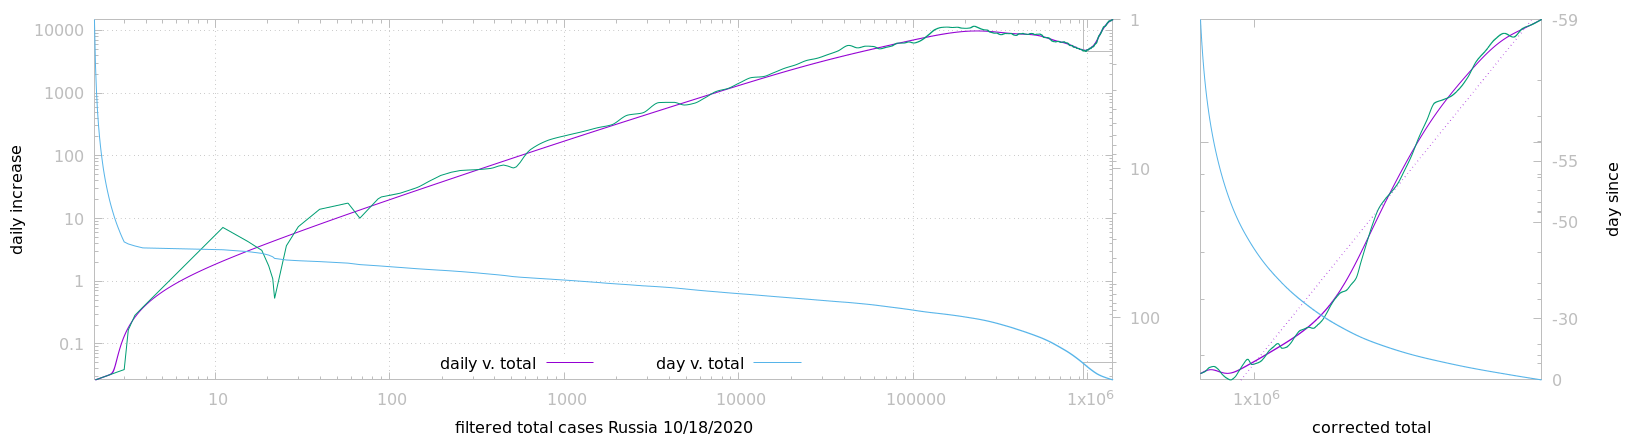 10000
1000
100
10
1
0.1
daily increase
daily v. total
day v. total
10
100
1000
10000
100000
1x10⁶
filtered total cases Russia 10/18/2020
1
10
100
1x10⁶
corrected total
-59
-55
-50
-30
0
day since